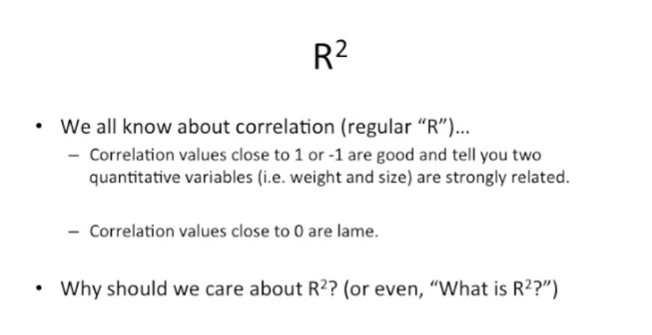 R²
• We all know about correlation (regular “R”)...
– Correlation values close to 1 or -1 are good and tell you two
quantitative variables (i.e. weight and size) are strongly related.
– Correlation values close to 0 are lame.
• Why should we care about R²? (or even, “What is R²?”)